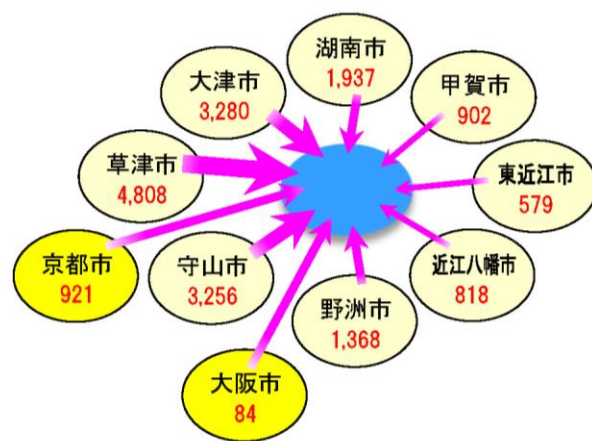 湖南市
1,937
大津市
3,280
甲賀市
902
草津市
4,808
東近江市
579
京都市
921
守山市
3,256
近江八幡市
818
野洲市
1,368
大阪市
84